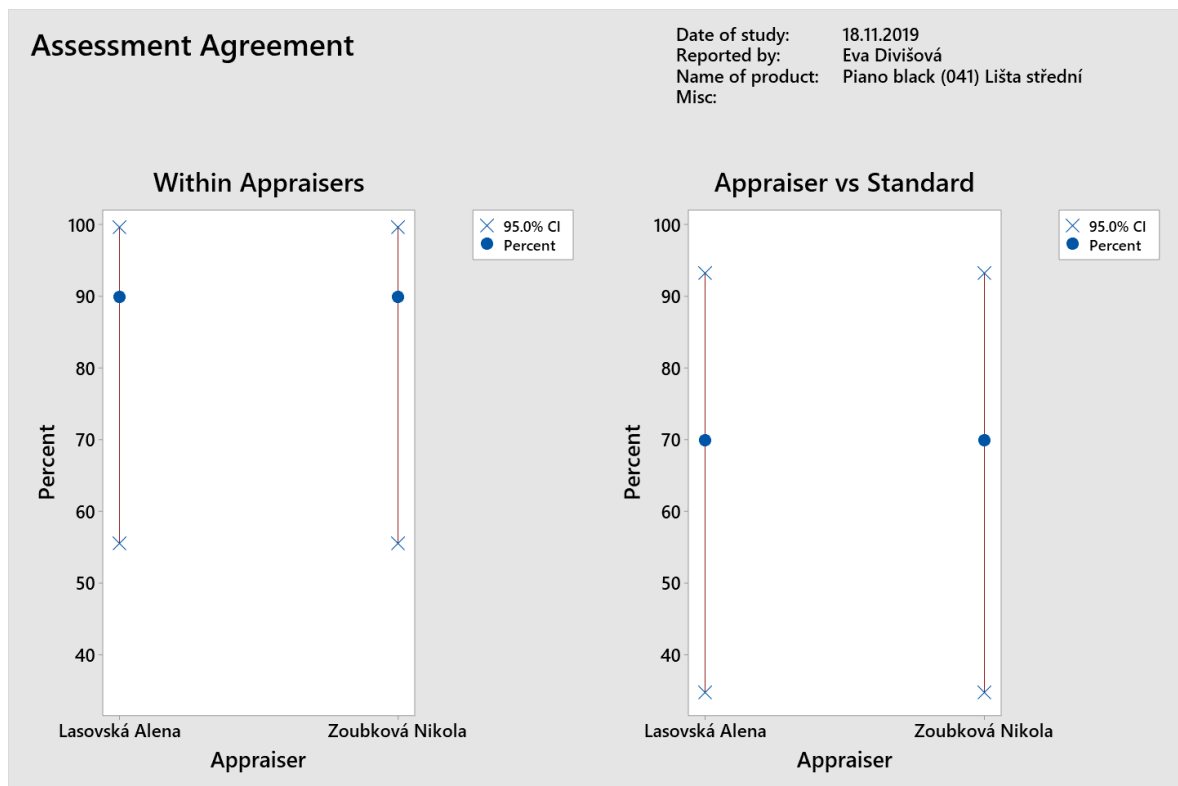 Assessment Agreement
Date of study: 18.11.2019
Reported by: Eva Divišová
Name of product: Piano black (041) Lišta střední
Misc:
Within Appraisers
100
90
80
70
60
50
40
Percent
Lasovská Alena Zoubková Nikola
Appraiser
95.0% CI
Percent
Appraiser vs Standard
100
90
80
70
60
50
40
Percent
Lasovská Alena Zoubková Nikola
Appraiser
95.0% CI
Percent